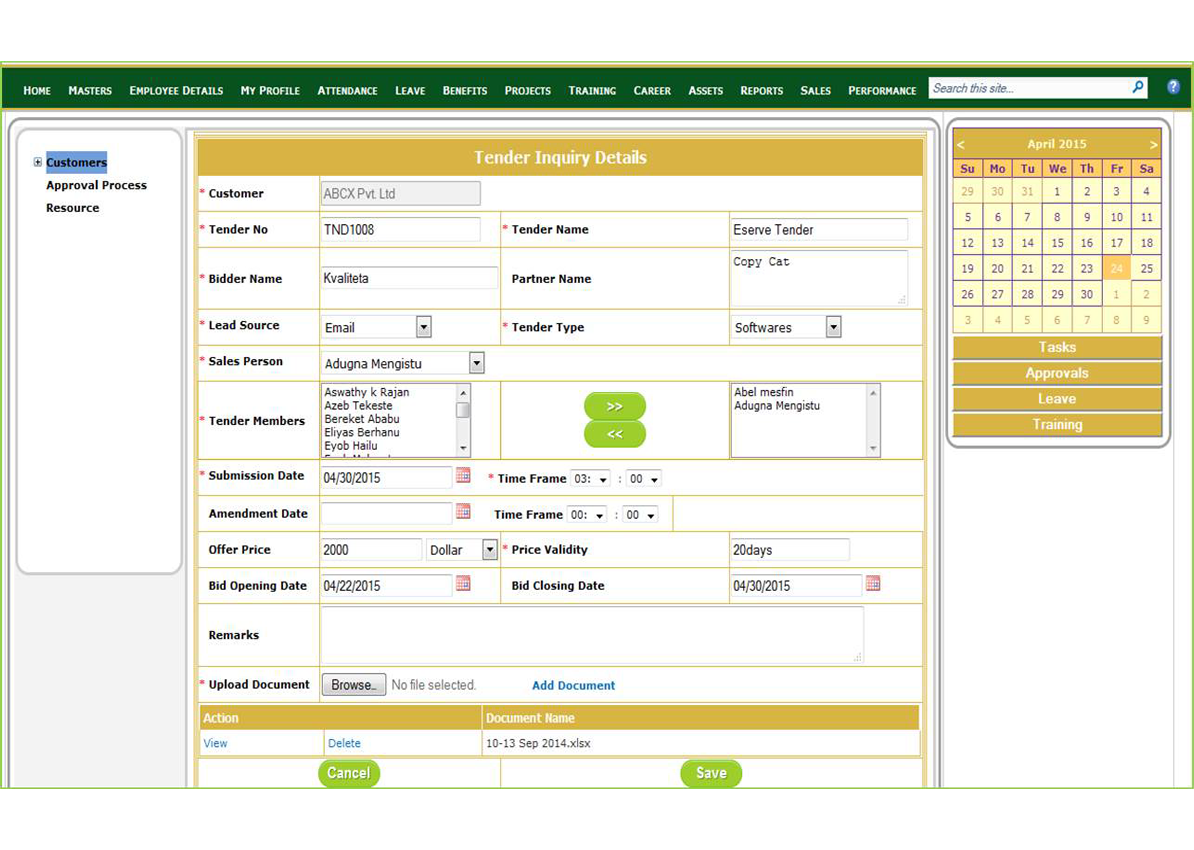 HOME MASTERS EMPLOYEE DETAILS MY PROFILE ATTENDANCE LEAVE BENEFITS PROJECTS TRAINING CAREER ASSETS REPORTS SALES PERFORMANCE Search this site... ?
Customers
Approval Process
Resource
Tender Inquiry Details
* Customer ABCX Pvt. Ltd
* Tender No TND1008 * Tender Name Eserve Tender
* Bidder Name Kvaliteta Partner Name Copy Cat
* Lead Source Email * Tender Type Softwares
* Sales Person Adugna Mengistu
* Tender Members
Aswathy k Rajan
Azeb Tekeste
Bereket Ababu
Eliyas Berhanu
Eyob Hailu
>>
<<
Abel mesfin
Adugna Mengistu
* Submission Date 04/30/2015 * Time Frame 03: : 00
Amendment Date Time Frame 00: : 00
Offer Price 2000 Dollar * Price Validity 20days
Bid Opening Date 04/22/2015 Bid Closing Date 04/30/2015
Remarks
* Upload Document Browse_ No file selected. Add Document
Action Document Name
View Delete 10-13 Sep 2014.xlsx
Cancel Save
< April 2015 >
Su Mo Tu We Th Fr Sa
29 30 31 1 2 3 4
5 6 7 8 9 10 11
12 13 14 15 16 17 18
19 20 21 22 23 24 25
26 27 28 29 30 1 2
3 4 5 6 7 8 9
Tasks
Approvals
Leave
Training